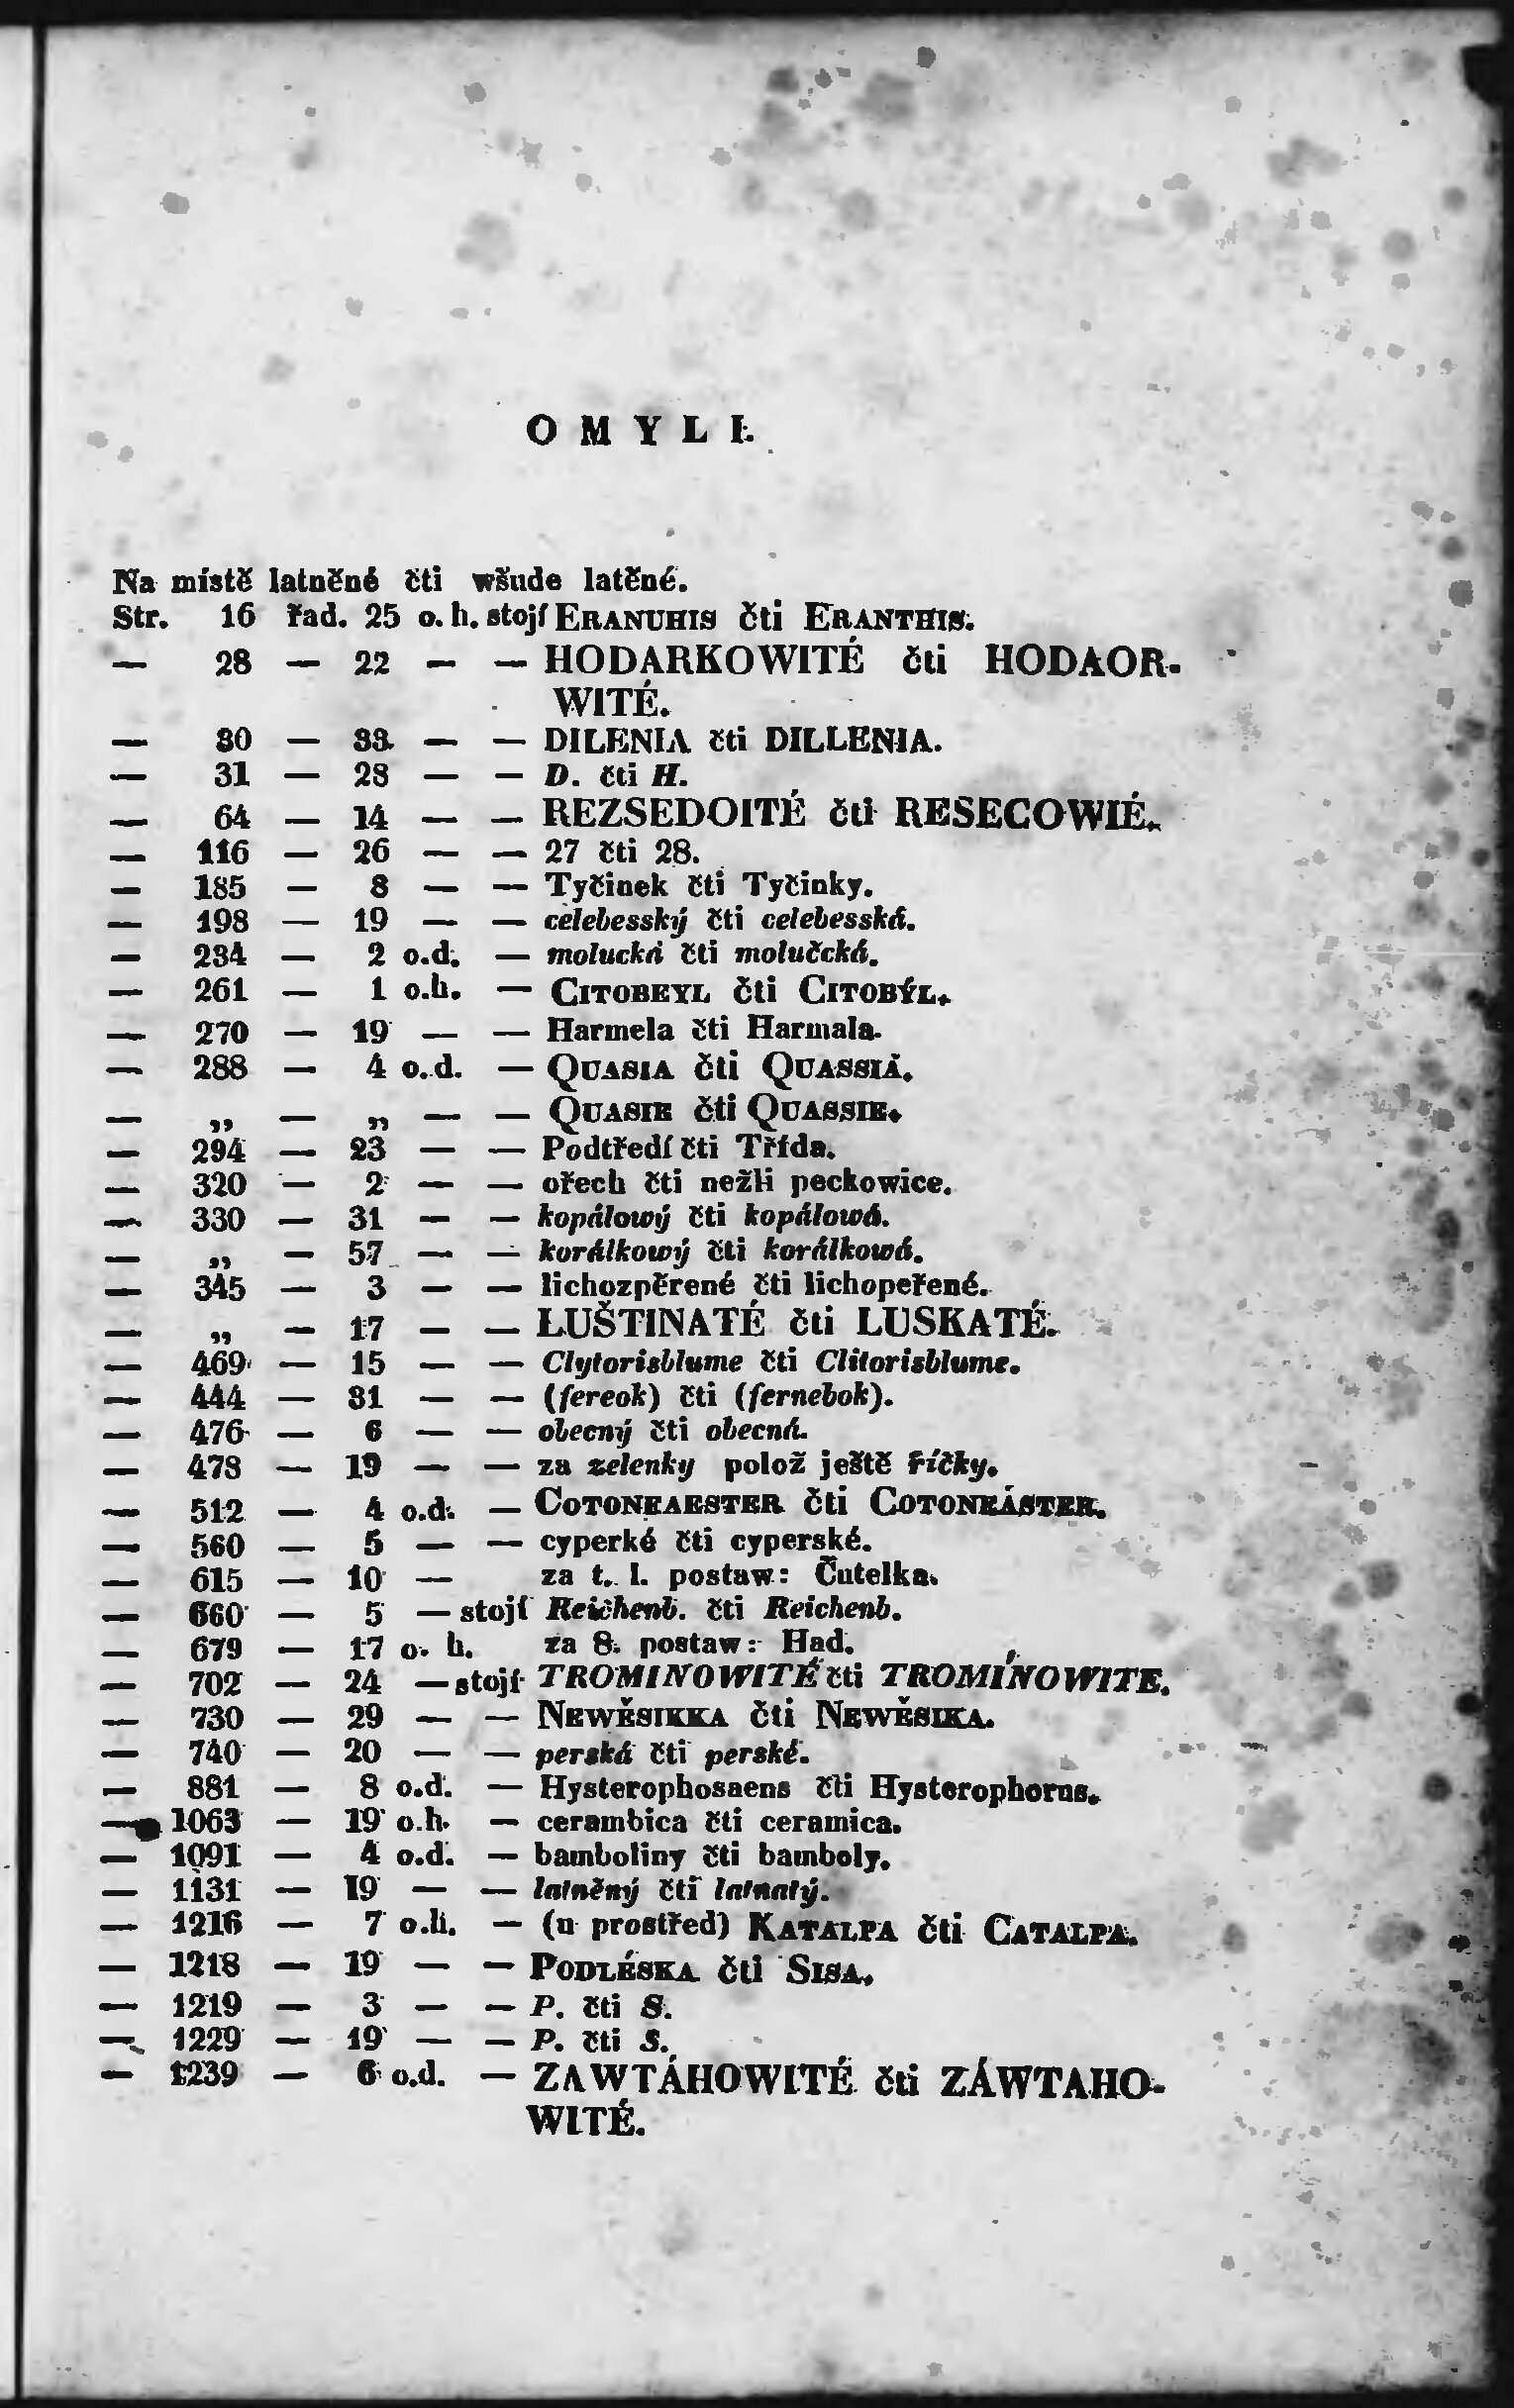 OMYLI.
Na místě latněné čti wšude latěné.
Str. 16 řad. 25 o. h. stojí ERANUHIS čti ERANTHIS.
— 28 — 22 — — HODARKOWITÉ čti HODAOR-
WITÉ.
— 30 — 33 — — DILENIA čti DILLENIA.
— 31 — 28 — — D. čti H.
— 64 — 14 — — REZSEDOITÉ čti RESECOWIÉ.
— 116 — 26 — — 27 čti 28.
— 185 — 8 — — Tyčinek čti Tyčinky.
— 198 — 19 — — celebesský čti celebesská.
— 234 — 2 o.d. — molucká čti molučcká.
— 261 — 1 o.h. — CITOBEYL čti CITOBÝL.
— 270 — 19 — — Harmela čti Harmala.
— 288 — 4 o.d. — QUASIA čti QUASSIA.
— „ — „ — — QUASIE čti QUASSIE.
— 294 — 23 — — Podtředí čti Třída.
— 320 — 2 — — ořech čti nežli peckowice.
— 330 — 31 — — kopálowý čti kopálowá.
— „ — 57 — — korálkowý čti korálkowá.
— 345 — 3 — — lichozpěrené čti lichopeřené.
— „ — 17 — — LUŠTINATÉ čti LUSKATÉ.
— 469 — 15 — — Clytorisblume čti Clitorisblume.
— 444 — 31 — — (fereok) čti (fernebok).
— 476 — 6 — — obecný čti obecná.
— 478 — 19 — — za zelenky polož ještě říčky.
— 512 — 4 o.d. — COTONEAESTER čti COTONEÁSTER.
— 560 — 5 — — cyperké čti cyperské.
— 615 — 10 — za t. l. postaw: Čutelka.
— 660 — 5 — stojí Reichenb. čti Reichenb.
— 679 — 17 o. h. za 8. postaw: Had.
— 702 — 24 — stojí TROMINOWITÉ čti TROMÍNOWITE.
— 730 — 29 — — NEWĚSIKKA čti NEWĚSIKA.
— 740 — 20 — — perská čti perské.
— 881 — 8 o.d. — Hysterophosaens čti Hysterophorus.
— 1063 — 19 o.h. — cerambica čti ceramica.
— 1091 — 4 o.d. — bamboliny čti bamboly.
— 1131 — 19 — — latněný čti latnatý.
— 1216 — 7 o.h. — (u prostřed) KATALPA čti CATALPA.
— 1218 — 19 — — PODLÉSKA čti SISA.
— 1219 — 3 — — P. čti S.
— 1229 — 19 — — P. čti S.
— 1239 — 6 o.d. — ZAWTÁHOWITÉ čti ZÁWTAHO-
WITÉ.